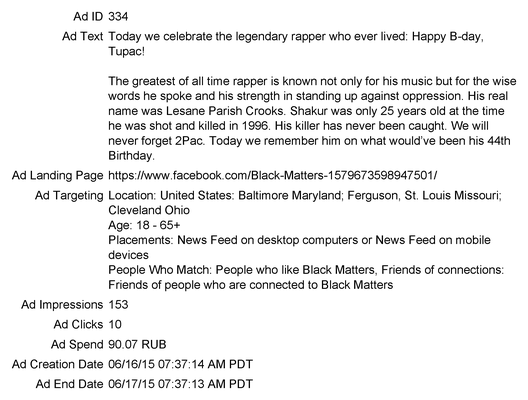 Ad ID 334
Ad Text Today we celebrate the legendary rapper who ever lived: Happy B-day,
Tupac!
The greatest of all time rapper is known not only for his music but for the wise
words he spoke and his strength in standing up against oppression. His real
name was Lesane Parish Crooks. Shakur was only 25 years old at the time
he was shot and killed in 1996. His killer has never been caught. We will
never forget 2Pac. Today we remember him on what would've been his 44th
Birthday.
Ad Landing Page https://www.facebook.com/Black-Matters-1579673598947501/
Ad Targeting Location: United States: Baltimore Maryland; Ferguson, St. Louis Missouri;
Cleveland Ohio
Age: 18 - 65+
Placements: News Feed on desktop computers or News Feed on mobile
devices
People Who Match: People who like Black Matters, Friends of connections:
Friends of people who are connected to Black Matters
Ad Impressions 153
Ad Clicks 10
Ad Spend 90.07 RUB
Ad Creation Date 06/16/15 07:37:14 AM PDT
Ad End Date 06/17/15 07:37:13 AM PDT